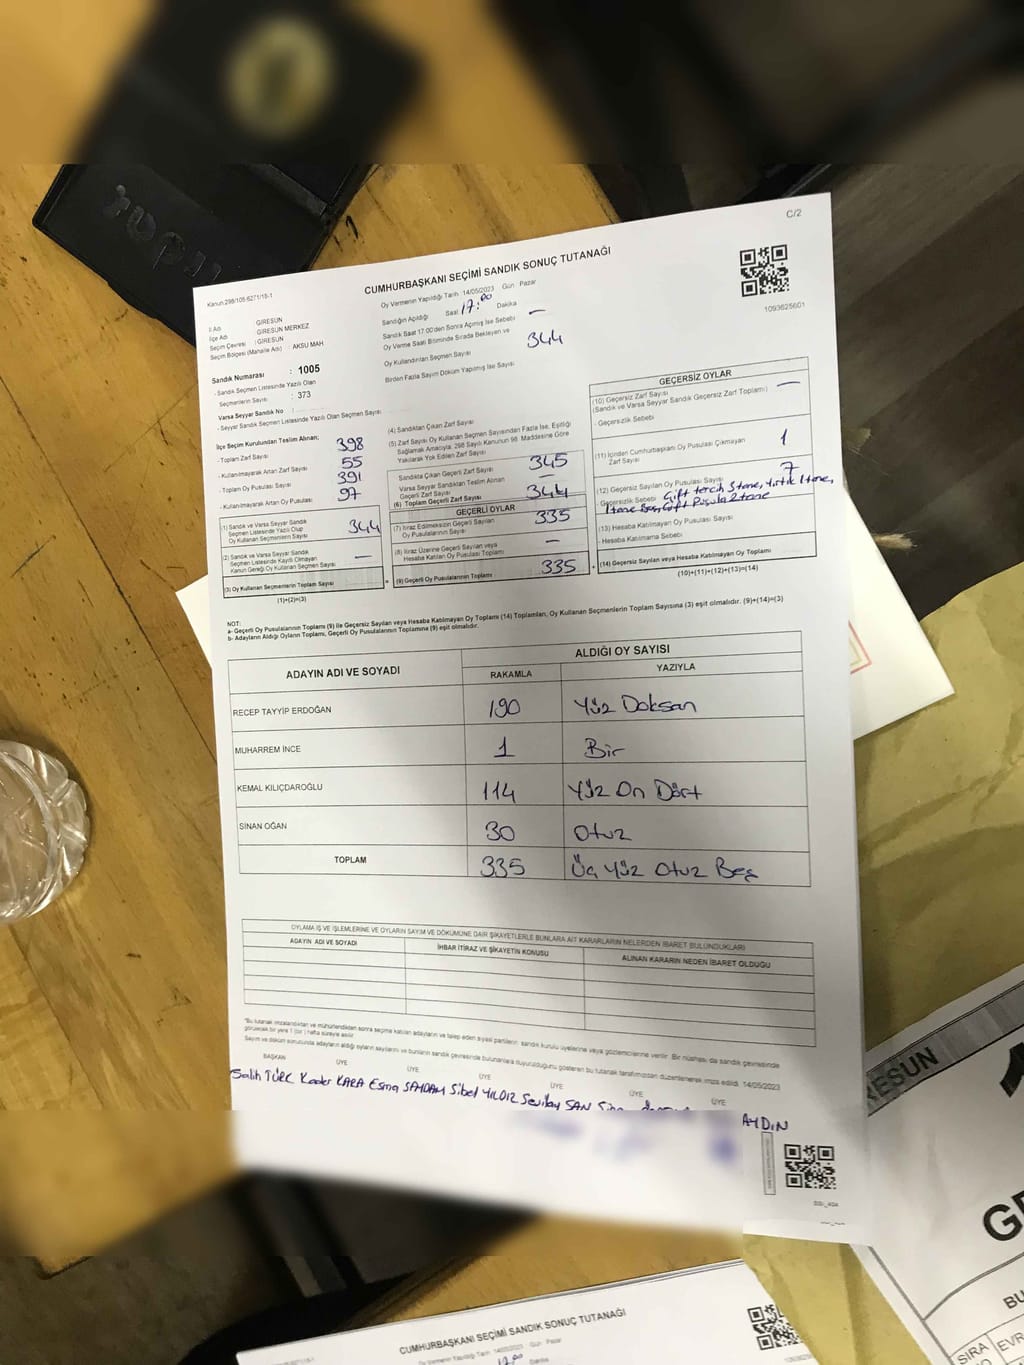 C/2
CUMHURBAŞKANI SEÇİMİ SANDIK SONUÇ TUTANAĞI
Kanun:298/105-6271/18-1
Oy Vermenin Yapıldığı Tarih 14/05/2023 Gün Pazar
Sandığın Açıldığı Saat 17:00 Dakika
1093625601
İl Adı : GİRESUN
İlçe Adı : GİRESUN MERKEZ
Seçim Çevresi : GİRESUN
Seçim Bölgesi (Mahalle Adı) : AKSU MAH
Sandık Saat 17:00'den Sonra Açılmış İse Sebebi —
Oy Verme Saati Bitiminde Sırada Bekleyen ve
Oy Kullandırılan Seçmen Sayısı 344
Birden Fazla Sayım Döküm Yapılmış İse Sayısı
Sandık Numarası : 1005
- Sandık Seçmen Listesinde Yazılı Olan
Seçmenlerin Sayısı : 373
Varsa Seyyar Sandık No :
- Seyyar Sandık Seçmen Listesinde Yazılı Olan Seçmen Sayısı
İlçe Seçim Kurulundan Teslim Alınan;
- Toplam Zarf Sayısı 398
- Kullanılmayarak Artan Zarf Sayısı 55
- Toplam Oy Pusulası Sayısı 391
- Kullanılmayarak Artan Oy Pusulası 97
(1) Sandık ve Varsa Seyyar Sandık
Seçmen Listesinde Yazılı Olup
Oy Kullanan Seçmenlerin Sayısı 344
(2) Sandık ve Varsa Seyyar Sandık
Seçmen Listesinde Kayıtlı Olmayan
Kanun Gereği Oy Kullanan Seçmen Sayısı —
(3) Oy Kullanan Seçmenlerin Toplam Sayısı
(1)+(2)=(3)
(4) Sandıktan Çıkan Zarf Sayısı
(5) Zarf Sayısı Oy Kullanan Seçmen Sayısından Fazla İse, Eşitliği
Sağlamak Amacıyla; 298 Sayılı Kanunun 98. Maddesine Göre
Yakılarak Yok Edilen Zarf Sayısı
Sandıkta Çıkan Geçerli Zarf Sayısı 345
Varsa Seyyar Sandıktan Teslim Alınan
Geçerli Zarf Sayısı —
(6) Toplam Geçerli Zarf Sayısı 344
GEÇERLİ OYLAR
(7) İtiraz Edilmeksizin Geçerli Sayılan
Oy Pusulalarının Sayısı 335
(8) İtiraz Üzerine Geçerli Sayılan veya
Hesaba Katılan Oy Pusulası Toplamı —
(9) Geçerli Oy Pusulalarının Toplamı 335
GEÇERSİZ OYLAR
(10) Geçersiz Zarf Sayısı
(Sandık ve Varsa Seyyar Sandık Geçersiz Zarf Toplamı) —
- Geçersizlik Sebebi
(11) İçinden Cumhurbaşkanı Oy Pusulası Çıkmayan
Zarf Sayısı 1
(12) Geçersiz Sayılan Oy Pusulası Sayısı 7
- Geçersizlik Sebebi Çift tercih 3 tane, Yırtık 1 tane,
1 tane Boş, Çift Pusula 2 tane
(13) Hesaba Katılmayan Oy Pusulası Sayısı
- Hesaba Katılmama Sebebi
(14) Geçersiz Sayılan veya Hesaba Katılmayan Oy Toplamı
(10)+(11)+(12)+(13)=(14)
NOT:
a- Geçerli Oy Pusulalarının Toplamı (9) ile Geçersiz Sayılan veya Hesaba Katılmayan Oy Toplamı (14) Toplamları, Oy Kullanan Seçmenlerin Toplam Sayısına (3) eşit olmalıdır. (9)+(14)=(3)
b- Adayların Aldığı Oyların Toplamı, Geçerli Oy Pusulalarının Toplamına (9) eşit olmalıdır.
ADAYIN ADI VE SOYADI ALDIĞI OY SAYISI
RAKAMLA YAZIYLA
RECEP TAYYİP ERDOĞAN 190 Yüz Doksan
MUHARREM İNCE 1 Bir
KEMAL KILIÇDAROĞLU 114 Yüz On Dört
SİNAN OĞAN 30 Otuz
TOPLAM 335 Üç Yüz Otuz Beş
OYLAMA İŞ VE İŞLEMLERİNE VE OYLARIN SAYIM VE DÖKÜMÜNE DAİR ŞİKAYETLERLE BUNLARA AİT KARARLARIN NELERDEN İBARET BULUNDUKLARI
ADAYIN ADI VE SOYADI İHBAR İTİRAZ VE ŞİKAYETİN KONUSU ALINAN KARARIN NEDEN İBARET OLDUĞU
*Bu tutanak imzalandıktan ve mühürlendikten sonra seçime katılan adayların ve talep eden siyasi partilerin sandık kurulu üyelerine veya gözlemcilerine verilir. Bir nüshası da sandık çevresinde
görülecek bir yere 1 (bir) hafta süreyle asılır.
Sayım ve döküm sonucunda adayların aldığı oyların sayılarını ve bunların sandık çevresinde bulunanlara duyurulduğunu gösteren bu tutanak tarafımızdan düzenlenerek imza edildi. 14/05/2023
BAŞKAN ÜYE ÜYE ÜYE ÜYE ÜYE ÜYE
Salih TÜRK Kader KARA Esma SAYDAM Sibel YILDIZ Sevilay SAN
AYDIN
RESUN
BU
SIRA
EVR
CUMHURBAŞKANI SEÇİMİ SANDIK SONUÇ TUTANAĞI
Oy Vermenin Yapıldığı Tarih 14/05/2023 Gün Pazar
17:00 Dakika